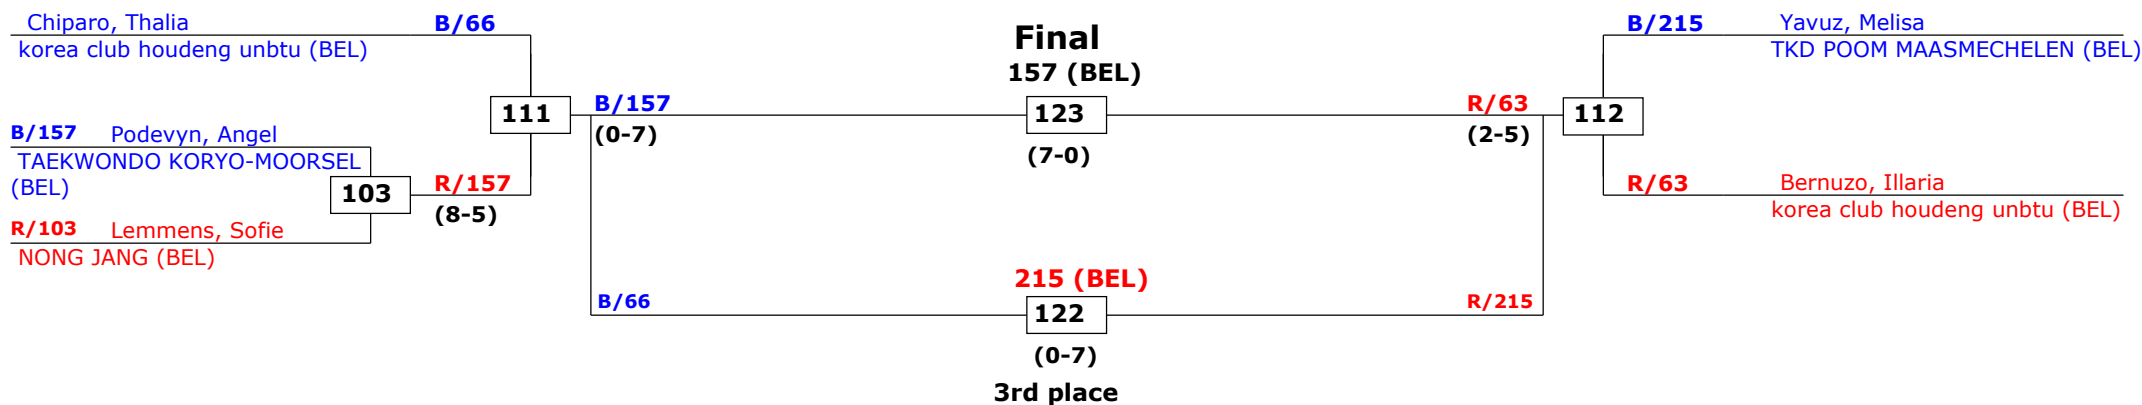 Chiparo, Thalia
B/66
korea club houdeng unbtu (BEL)
111
B/157 Podevyn, Angel
TAEKWONDO KORYO-MOORSEL
(BEL)
103
R/157
(8-5)
R/103 Lemmens, Sofie
NONG JANG (BEL)
B/157
(0-7)
Final
157 (BEL)
123
(7-0)
R/63
(2-5)
112
B/215 Yavuz, Melisa
TKD POOM MAASMECHELEN (BEL)
R/63 Bernuzo, Illaria
korea club houdeng unbtu (BEL)
B/66
215 (BEL)
122
(0-7)
3rd place
R/215